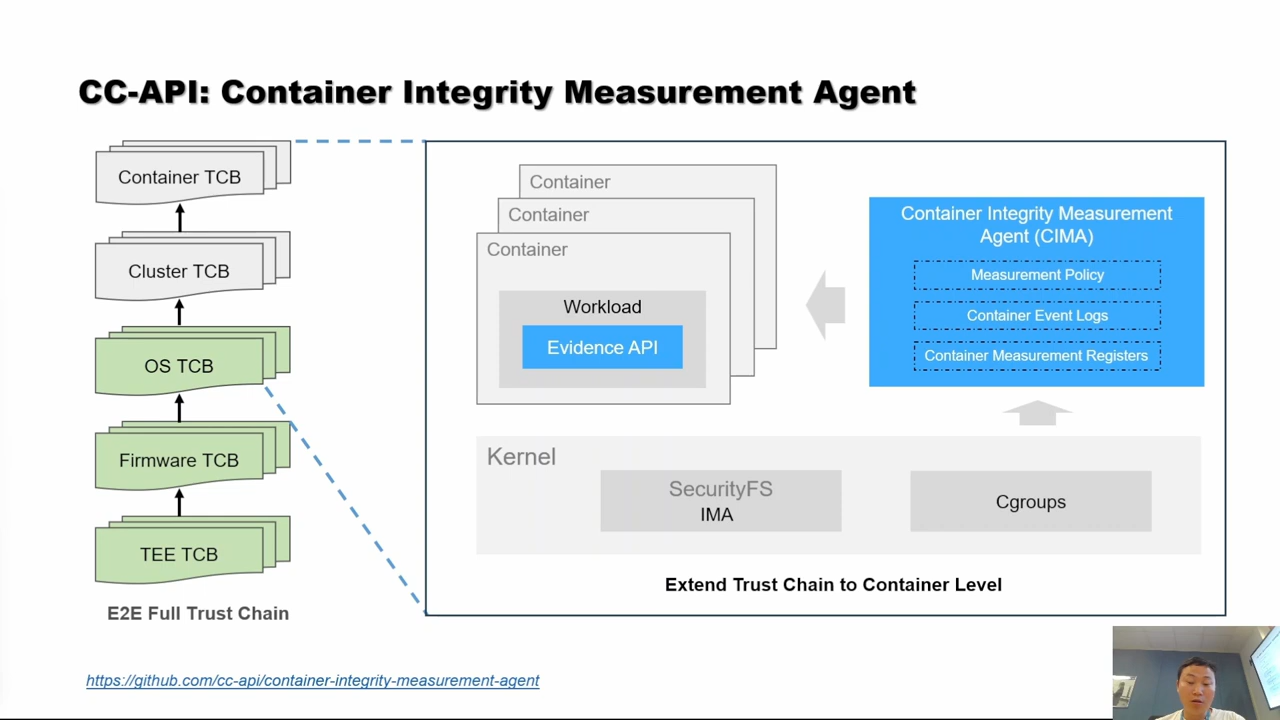 CC-API: Container Integrity Measurement Agent
Container TCB
Cluster TCB
OS TCB
Firmware TCB
TEE TCB
E2E Full Trust Chain
Container
Container
Container
Workload
Evidence API
Container Integrity Measurement
Agent (CIMA)
Measurement Policy
Container Event Logs
Container Measurement Registers
Kernel
SecurityFS
IMA
Cgroups
Extend Trust Chain to Container Level
https://github.com/cc-api/container-integrity-measurement-agent